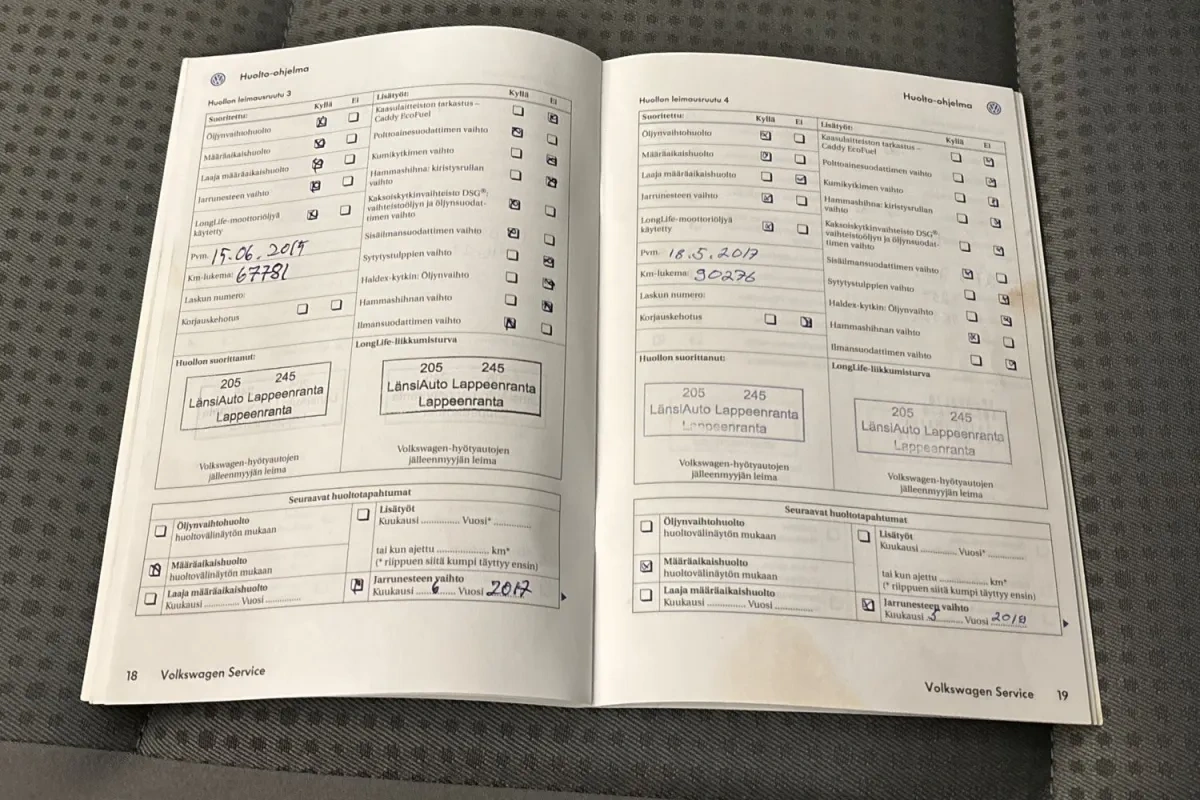 Huolto-ohjelma
Huollon leimausruutu 3
Suoritettu: Kyllä Ei
Öljynvaihtohuolto
Määräaikaishuolto
Laaja määräaikaishuolto
Jarrunesteen vaihto
LongLife-moottoriöljyä
käytetty
Pvm. 15.06.2015
Km-lukema: 67781
Laskun numero:
Korjauskehotus
Lisätyöt: Kyllä Ei
Kaasulaitteiston tarkastus –
Caddy EcoFuel
Polttoainesuodattimen vaihto
Kumikytkimen vaihto
Hammashihna: kiristysrullan
vaihto
Kaksoiskytkinvaihteisto DSG®:
vaihteistoöljyn ja öljynsuodat-
timen vaihto
Sisäilmansuodattimen vaihto
Sytytystulppien vaihto
Haldex-kytkin: Öljynvaihto
Hammashihnan vaihto
Ilmansuodattimen vaihto
Huollon suorittanut:
205 245
LänsiAuto Lappeenranta
Lappeenranta
Volkswagen-hyötyautojen
jälleenmyyjän leima
LongLife-liikkumisturva
205 245
LänsiAuto Lappeenranta
Lappeenranta
Volkswagen-hyötyautojen
jälleenmyyjän leima
Seuraavat huoltotapahtumat
Öljynvaihtohuolto
huoltovälinäytön mukaan
Määräaikaishuolto
huoltovälinäytön mukaan
Laaja määräaikaishuolto
Kuukausi .............. Vuosi ..............
Lisätyöt
Kuukausi .............. Vuosi* ..............
tai kun ajettu .................... km*
(* riippuen siitä kumpi täyttyy ensin)
Jarrunesteen vaihto
Kuukausi 6 Vuosi 2017
18 Volkswagen Service
Huolto-ohjelma
Huollon leimausruutu 4
Suoritettu: Kyllä Ei
Öljynvaihtohuolto
Määräaikaishuolto
Laaja määräaikaishuolto
Jarrunesteen vaihto
LongLife-moottoriöljyä
käytetty
Pvm. 18.5.2017
Km-lukema: 90276
Laskun numero:
Korjauskehotus
Lisätyöt: Kyllä Ei
Kaasulaitteiston tarkastus –
Caddy EcoFuel
Polttoainesuodattimen vaihto
Kumikytkimen vaihto
Hammashihna: kiristysrullan
vaihto
Kaksoiskytkinvaihteisto DSG®:
vaihteistoöljyn ja öljynsuodat-
timen vaihto
Sisäilmansuodattimen vaihto
Sytytystulppien vaihto
Haldex-kytkin: Öljynvaihto
Hammashihnan vaihto
Ilmansuodattimen vaihto
Huollon suorittanut:
205 245
LänsiAuto Lappeenranta
Lappeenranta
Volkswagen-hyötyautojen
jälleenmyyjän leima
LongLife-liikkumisturva
205 245
LänsiAuto Lappeenranta
Lappeenranta
Volkswagen-hyötyautojen
jälleenmyyjän leima
Seuraavat huoltotapahtumat
Öljynvaihtohuolto
huoltovälinäytön mukaan
Määräaikaishuolto
huoltovälinäytön mukaan
Laaja määräaikaishuolto
Kuukausi .............. Vuosi ..............
Lisätyöt
Kuukausi .............. Vuosi* ..............
tai kun ajettu .................... km*
(* riippuen siitä kumpi täyttyy ensin)
Jarrunesteen vaihto
Kuukausi 5 Vuosi 2018
Volkswagen Service 19